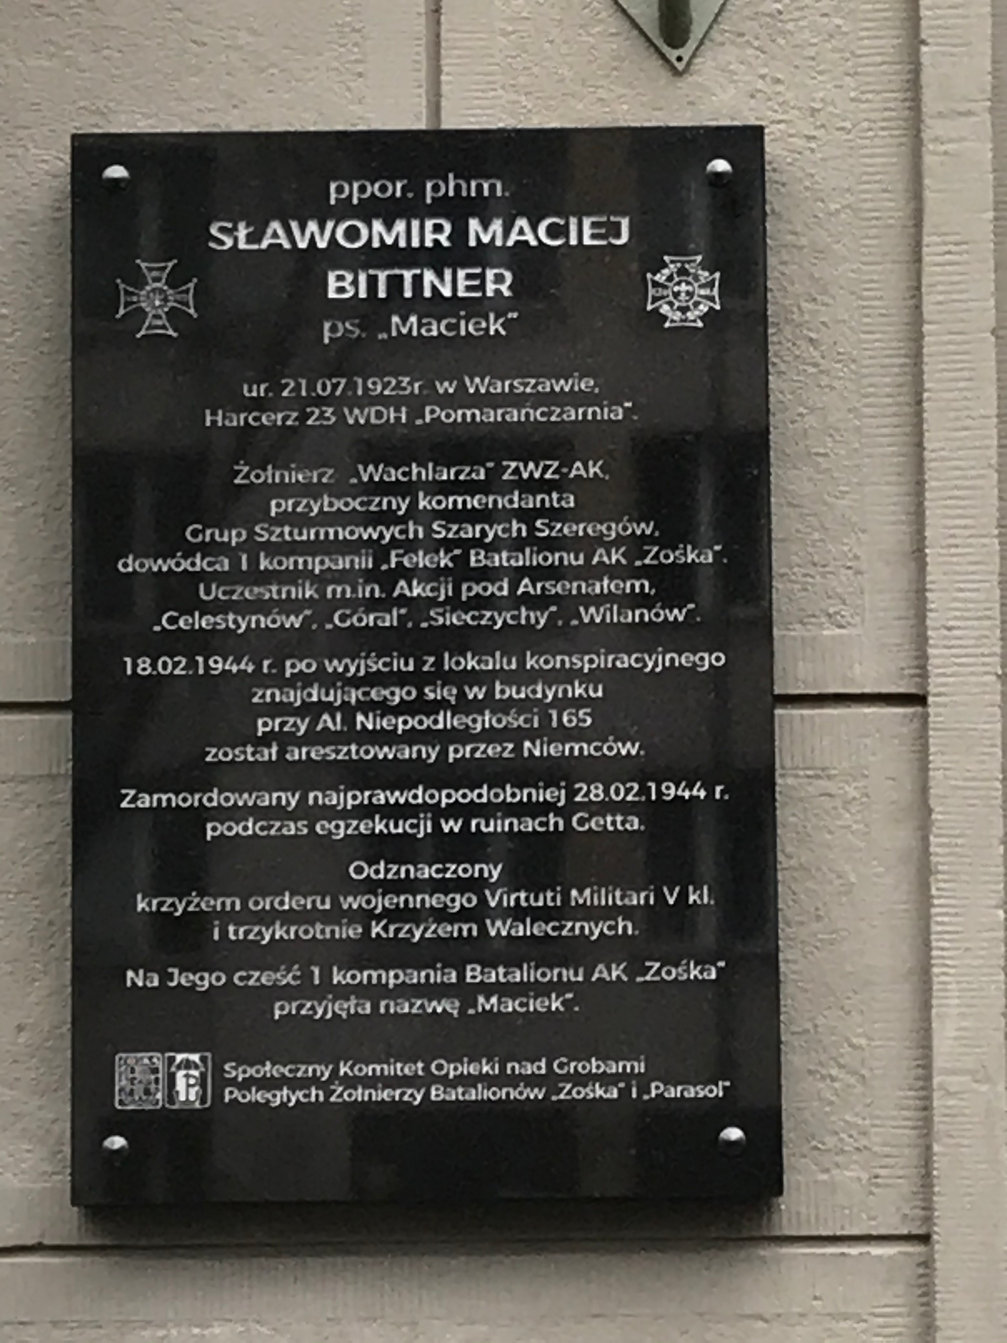 ppor. phm.
SŁAWOMIR MACIEJ
BITTNER
ps. „Maciek”
ur. 21.07.1923r. w Warszawie,
Harcerz 23 WDH „Pomarańczarnia”.
Żołnierz „Wachlarza” ZWZ-AK,
przyboczny komendanta
Grup Szturmowych Szarych Szeregów,
dowódca 1 kompanii „Felek” Batalionu AK „Zośka”.
Uczestnik m.in. Akcji pod Arsenałem,
„Celestynów”, „Góral”, „Sieczychy”, „Wilanów”.
18.02.1944 r. po wyjściu z lokalu konspiracyjnego
znajdującego się w budynku
przy Al. Niepodległości 165
został aresztowany przez Niemców.
Zamordowany najprawdopodobniej 28.02.1944 r.
podczas egzekucji w ruinach Getta.
Odznaczony
krzyżem orderu wojennego Virtuti Militari V kl.
i trzykrotnie Krzyżem Walecznych.
Na Jego cześć 1 kompania Batalionu AK „Zośka”
przyjęła nazwę „Maciek”.
Społeczny Komitet Opieki nad Grobami
Poległych Żołnierzy Batalionów „Zośka” i „Parasol”